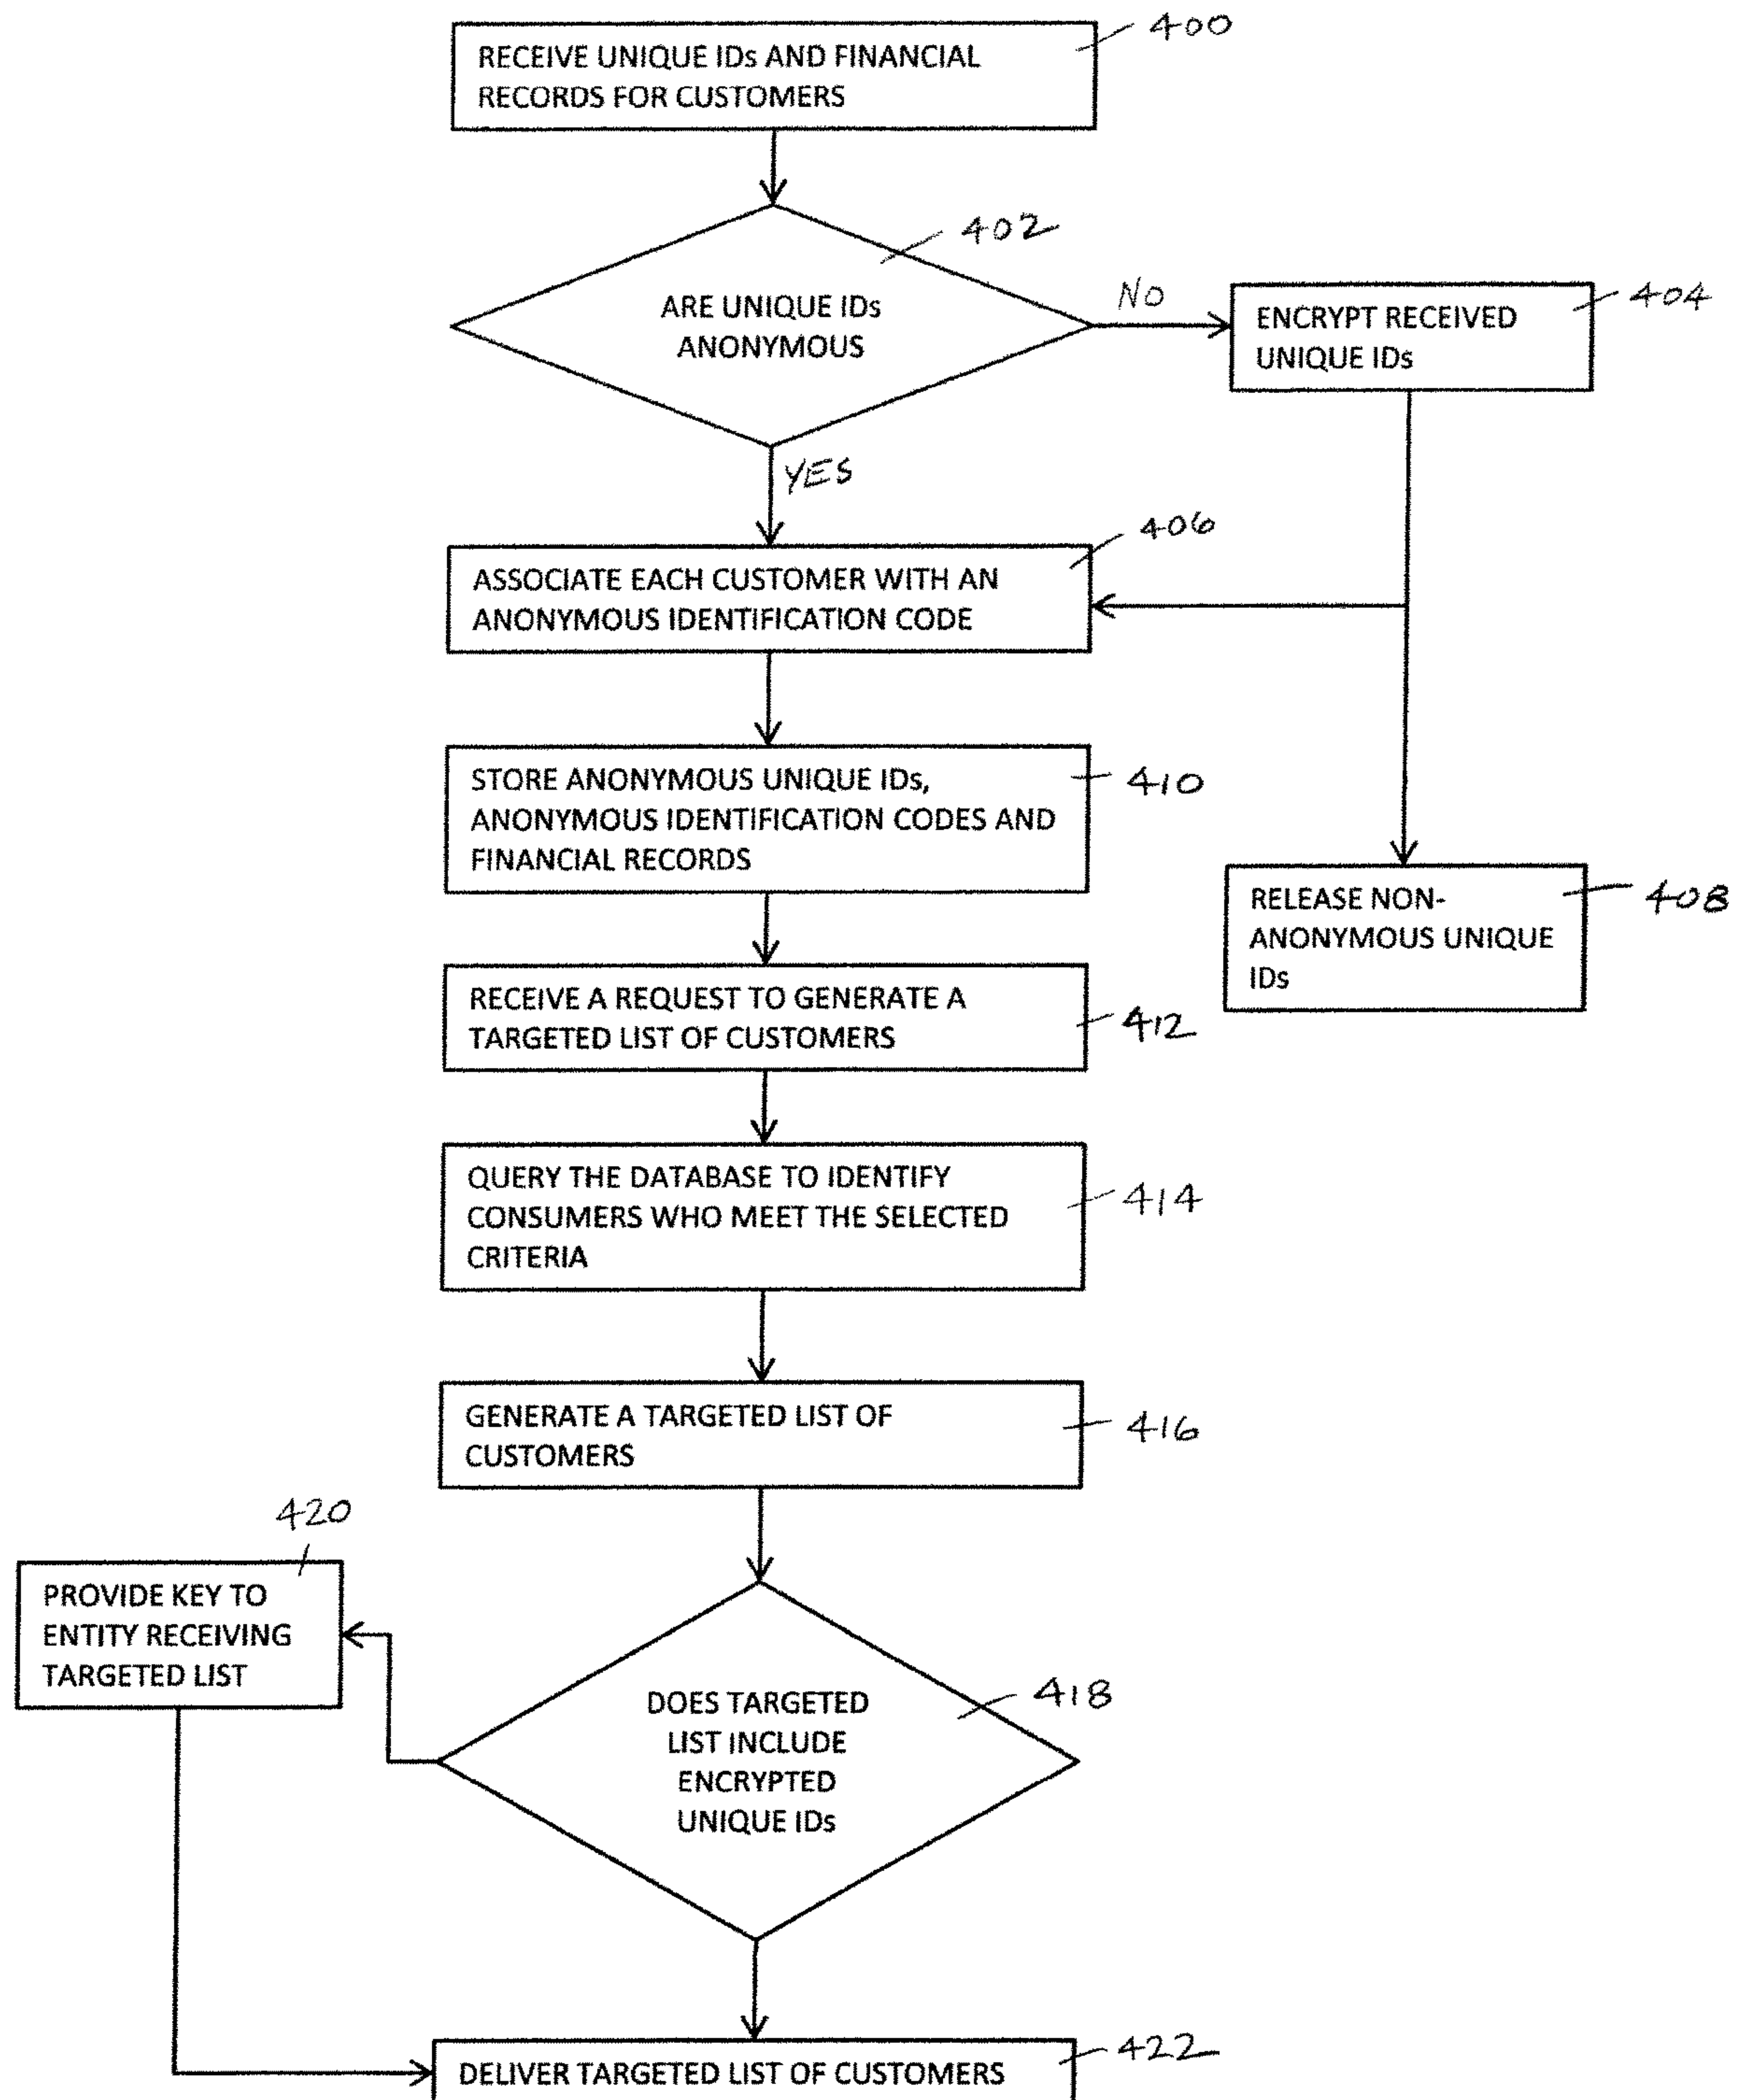 400
RECEIVE UNIQUE IDs AND FINANCIAL
RECORDS FOR CUSTOMERS
402
ARE UNIQUE IDs
ANONYMOUS
NO
404
ENCRYPT RECEIVED
UNIQUE IDs
YES
406
ASSOCIATE EACH CUSTOMER WITH AN
ANONYMOUS IDENTIFICATION CODE
410
STORE ANONYMOUS UNIQUE IDs,
ANONYMOUS IDENTIFICATION CODES AND
FINANCIAL RECORDS
408
RELEASE NON-
ANONYMOUS UNIQUE
IDs
412
RECEIVE A REQUEST TO GENERATE A
TARGETED LIST OF CUSTOMERS
414
QUERY THE DATABASE TO IDENTIFY
CONSUMERS WHO MEET THE SELECTED
CRITERIA
416
GENERATE A TARGETED LIST OF
CUSTOMERS
420
PROVIDE KEY TO
ENTITY RECEIVING
TARGETED LIST
418
DOES TARGETED
LIST INCLUDE
ENCRYPTED
UNIQUE IDs
422
DELIVER TARGETED LIST OF CUSTOMERS